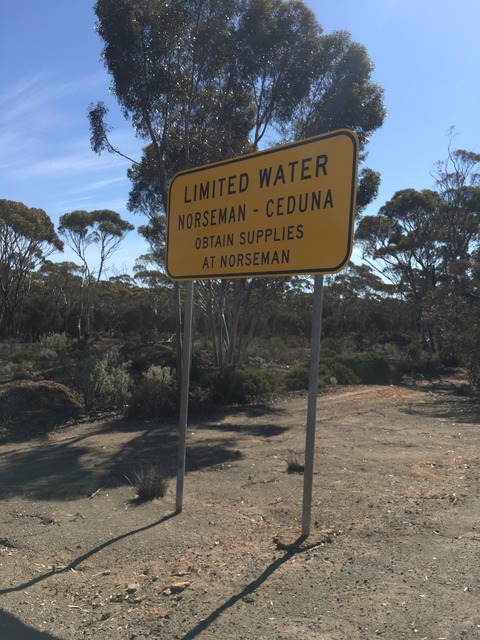 LIMITED WATER
NORSEMAN - CEDUNA
OBTAIN SUPPLIES
AT NORSEMAN